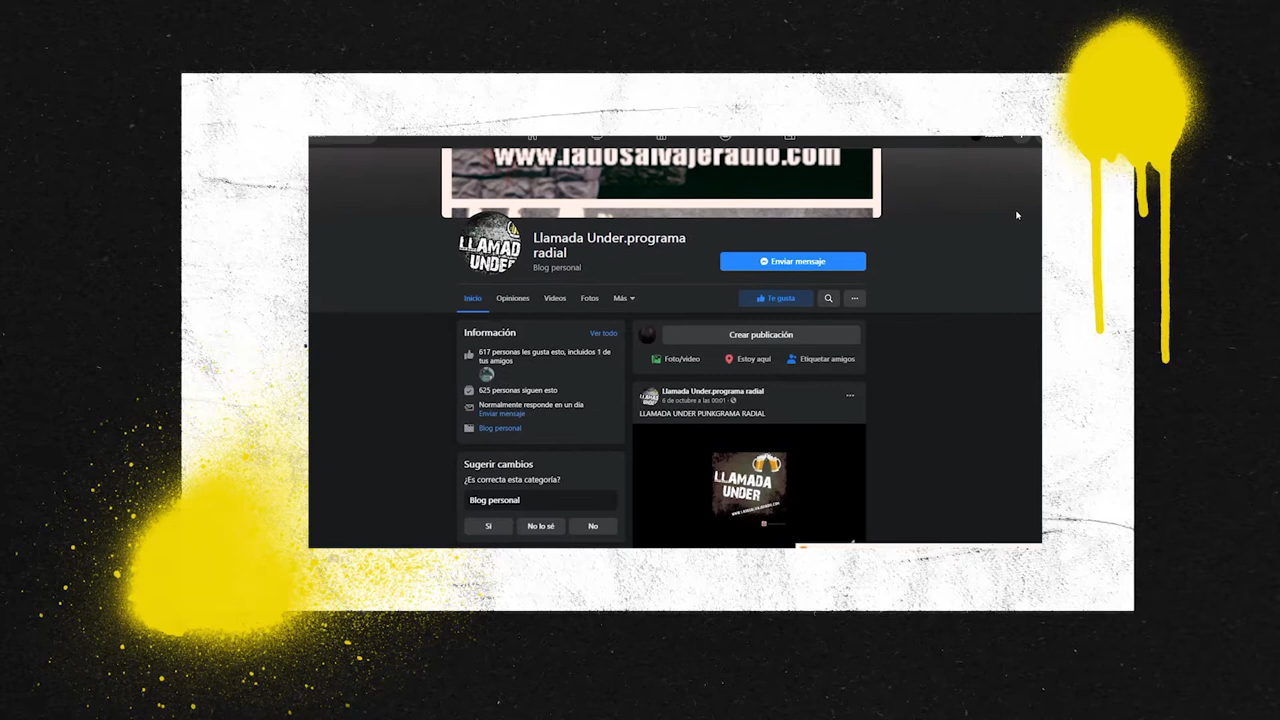 www.ladosalvajeradio.com
LLAMADA
UNDER
Llamada Under.programa
radial
Blog personal
Enviar mensaje
Inicio
Opiniones
Videos
Fotos
Más
Te gusta
Información
Ver todo
617 personas les gusta esto, incluidos 1 de
tus amigos
625 personas siguen esto
Normalmente responde en un día
Enviar mensaje
Blog personal
Sugerir cambios
¿Es correcta esta categoría?
Blog personal
Sí
No lo sé
No
Crear publicación
Foto/video
Estoy aquí
Etiquetar amigos
Llamada Under.programa radial
6 de octubre a las 00:01
LLAMADA UNDER PUNKGRAMA RADIAL
LLAMADA
UNDER